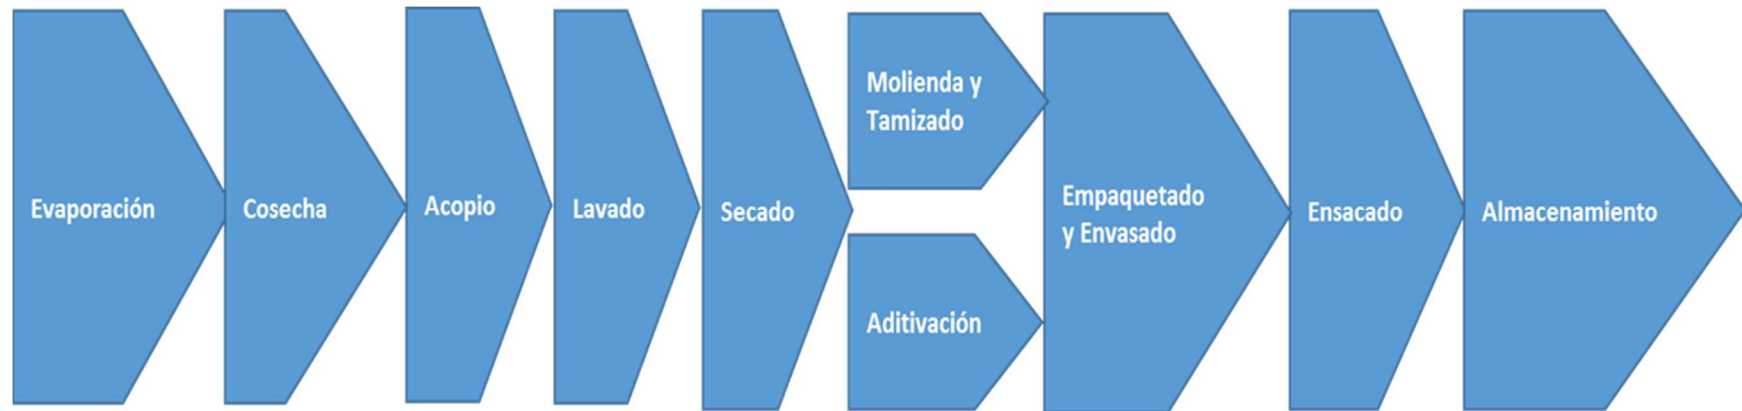 Evaporación
Cosecha
Acopio
Lavado
Secado
Molienda y
Tamizado
Aditivación
Empaquetado
y Envasado
Ensacado
Almacenamiento